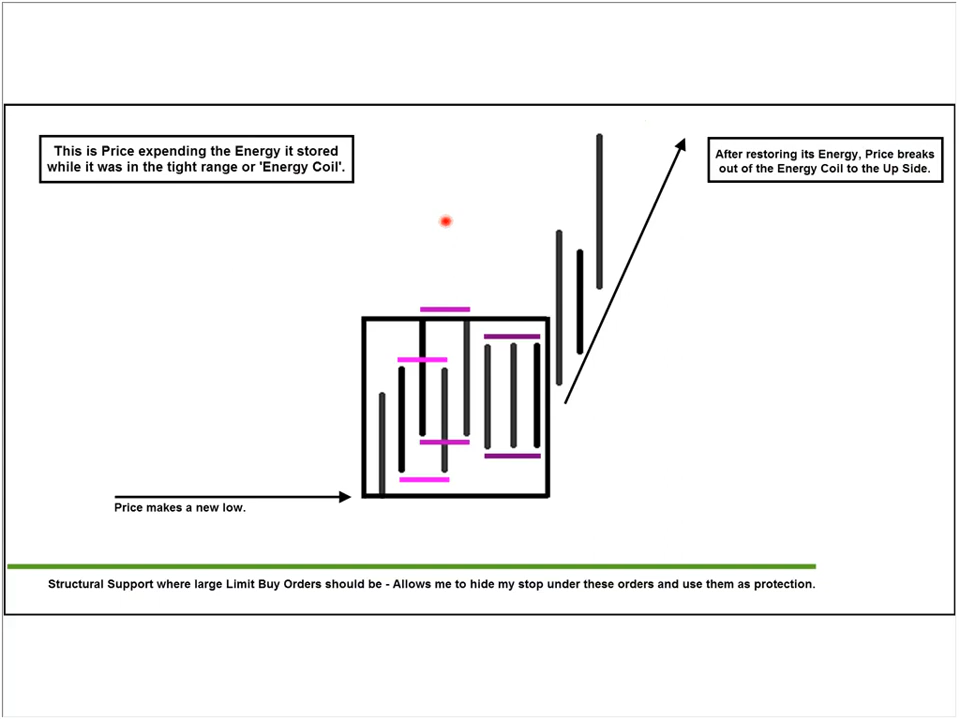 This is Price expending the Energy it stored
while it was in the tight range or 'Energy Coil'.
After restoring its Energy, Price breaks
out of the Energy Coil to the Up Side.
Price makes a new low.
Structural Support where large Limit Buy Orders should be - Allows me to hide my stop under these orders and use them as protection.